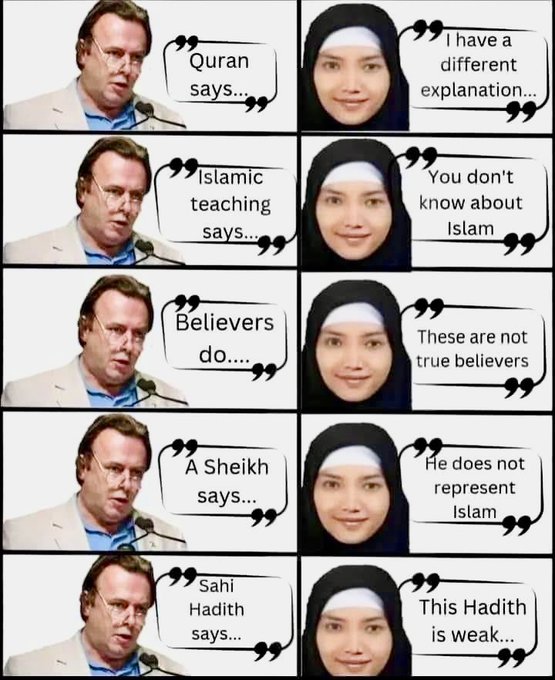 Quran
says...
I have a
different
explanation...
Islamic
teaching
says...
You don't
know about
Islam
Believers
do....
These are not
true believers
A Sheikh
says...
He does not
represent
Islam
Sahi
Hadith
says...
This Hadith
is weak...